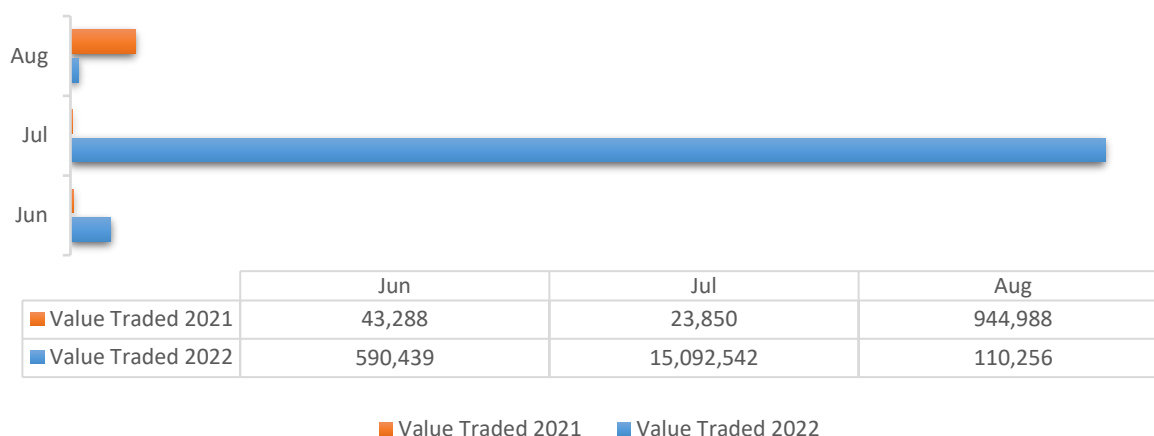 Aug
Jul
Jun
Jun Jul Aug
Value Traded 2021 43,288 23,850 944,988
Value Traded 2022 590,439 15,092,542 110,256
Value Traded 2021 Value Traded 2022